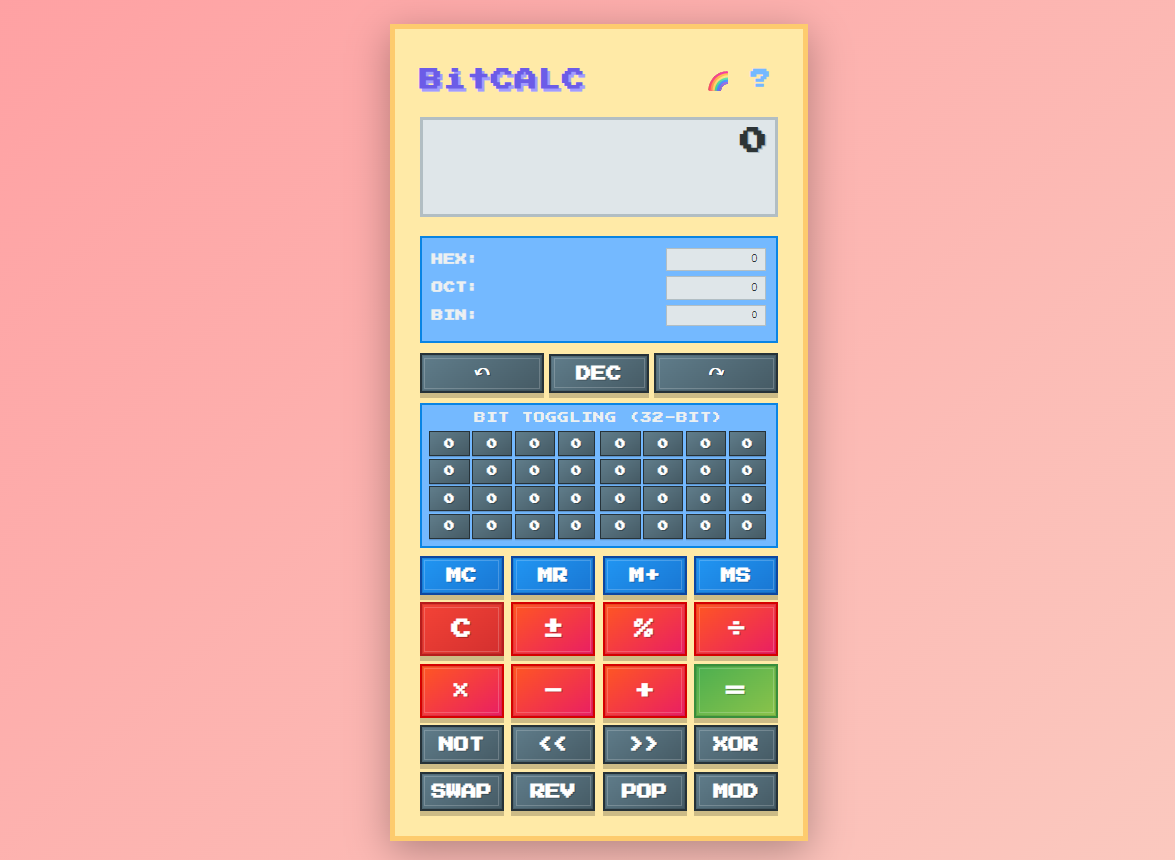 BitCALC ?
0
HEX: 0
OCT: 0
BIN: 0
↶ DEC ↷
BIT TOGGLING (32-BIT)
0 0 0 0 0 0 0 0
0 0 0 0 0 0 0 0
0 0 0 0 0 0 0 0
0 0 0 0 0 0 0 0
MC MR M+ MS
C ± % ÷
× − + =
NOT << >> XOR
SWAP REV POP MOD